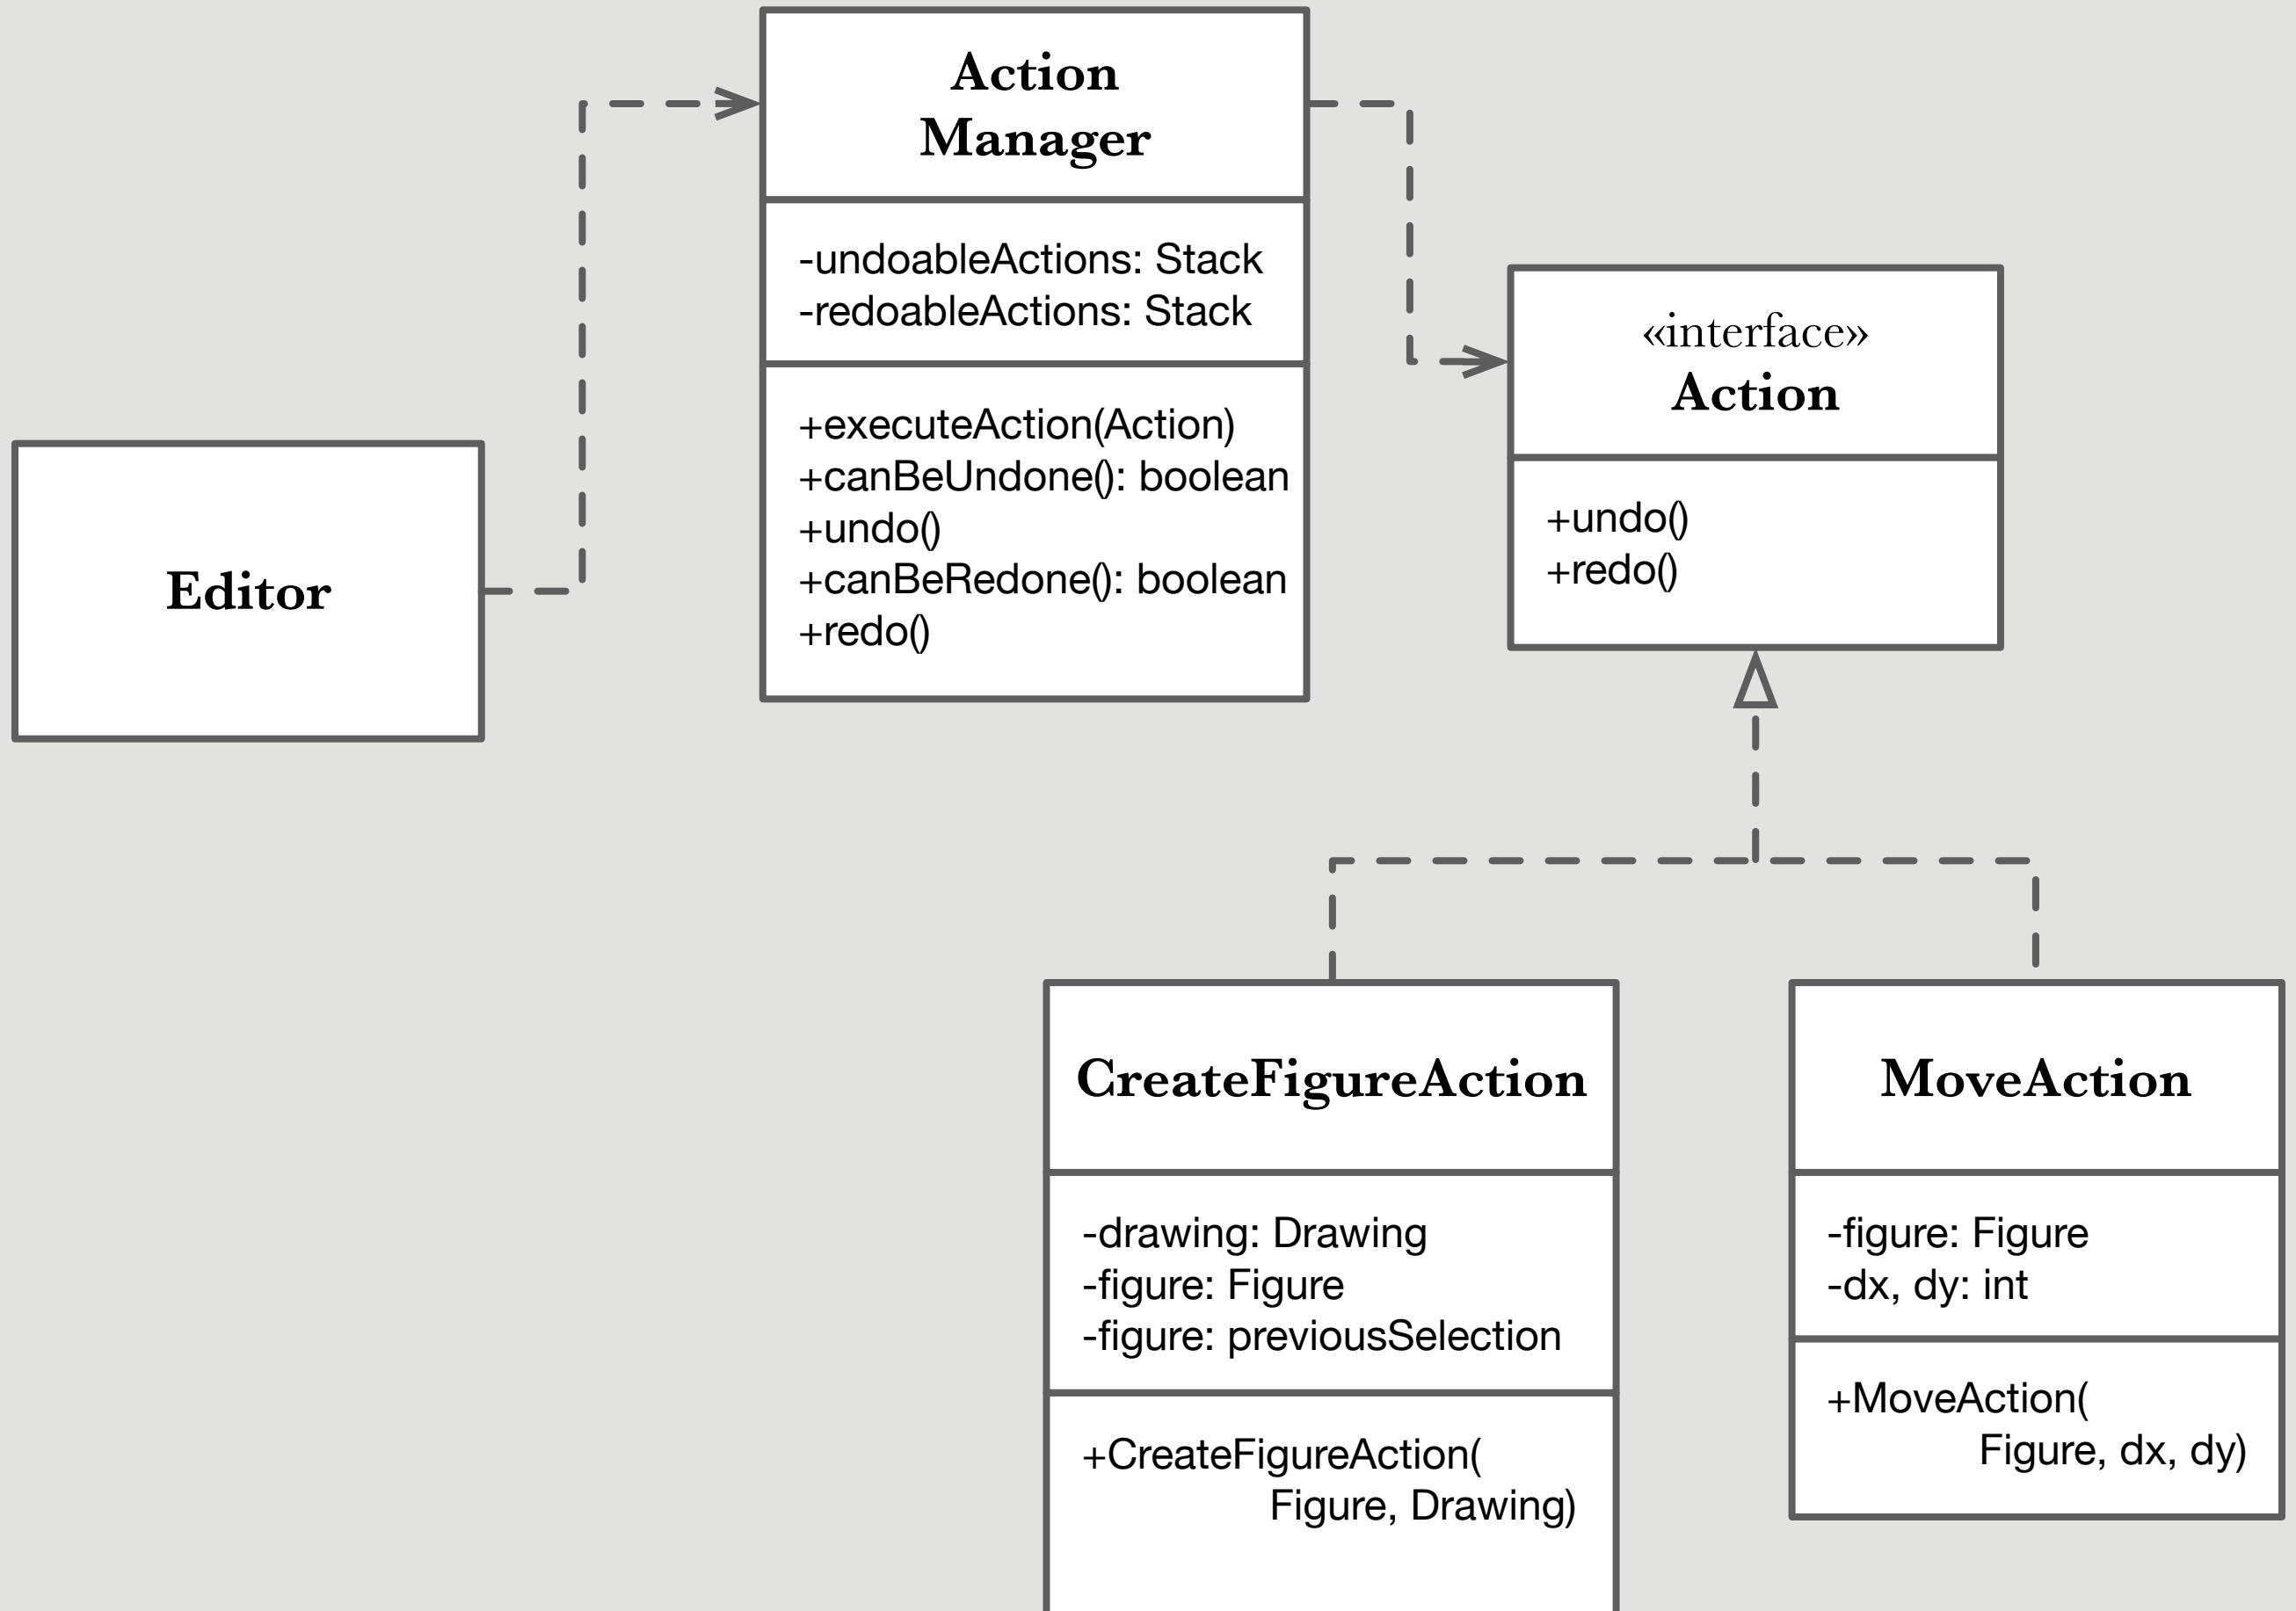 Action
Manager
-undoableActions: Stack
-redoableActions: Stack
+executeAction(Action)
+canBeUndone(): boolean
+undo()
+canBeRedone(): boolean
+redo()
Editor
«interface»
Action
+undo()
+redo()
CreateFigureAction
-drawing: Drawing
-figure: Figure
-figure: previousSelection
+CreateFigureAction(
Figure, Drawing)
MoveAction
-figure: Figure
-dx, dy: int
+MoveAction(
Figure, dx, dy)